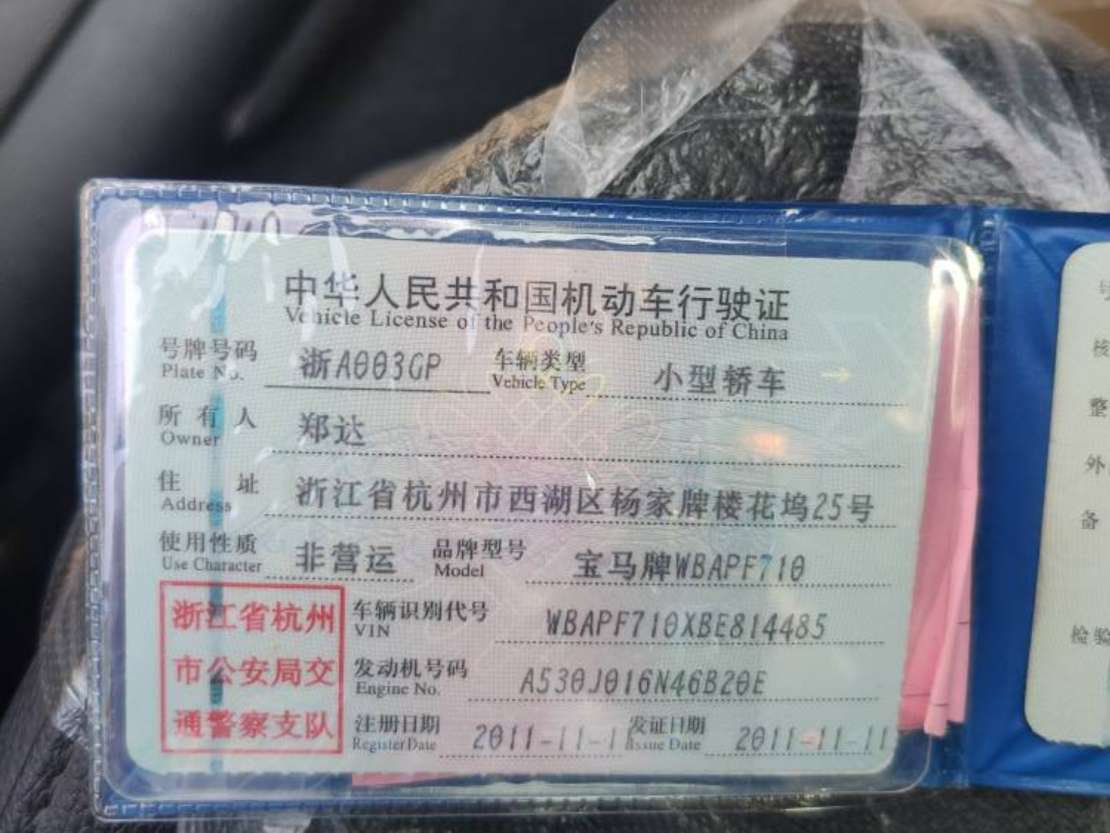 中华人民共和国机动车行驶证
Vehicle License of the People's Republic of China
号牌号码 浙A003GP 车辆类型 小型轿车
Plate No. Vehicle Type
所有人 郑达
Owner
住址 浙江省杭州市西湖区杨家牌楼花坞25号
Address
使用性质 非营运 品牌型号 宝马牌WBAPF710
Use Character Model
浙江省杭州 车辆识别代号 WBAPF710XBE814485
VIN
市公安局交 发动机号码 A530J016N46B20E
Engine No.
通警察支队 注册日期 2011-11-1 发证日期 2011-11-11
Register Date Issue Date
核
整
外
备
检验